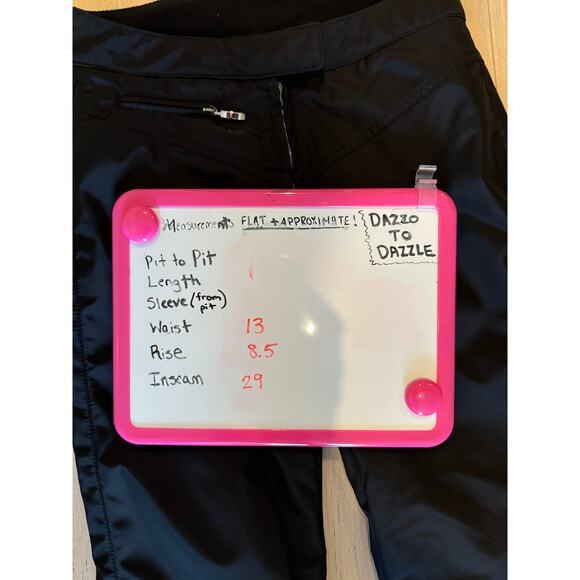 Measurements FLAT + APPROXIMATE!
DAZZO
TO
DAZZLE
Pit to Pit
Length
Sleeve (from pit)
Waist 13
Rise 8.5
Inseam 29